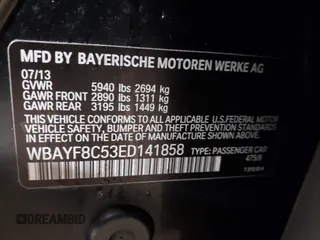 MFD BY BAYERISCHE MOTOREN WERKE AG
07/13
GVWR 5940 lbs 2694 kg
GAWR FRONT 2890 lbs 1311 kg
GAWR REAR 3195 lbs 1449 kg
THIS VEHICLE CONFORMS TO ALL APPLICABLE FEDERAL MOTOR VEHICLE SAFETY, BUMPER, AND THEFT PREVENTION STANDARDS IN EFFECT ON THE DATE OF MANUFACTURE SHOWN ABOVE.
WBAYF8C53ED141858
TYPE: PASSENGER CAR
475/9
©DREAMBID